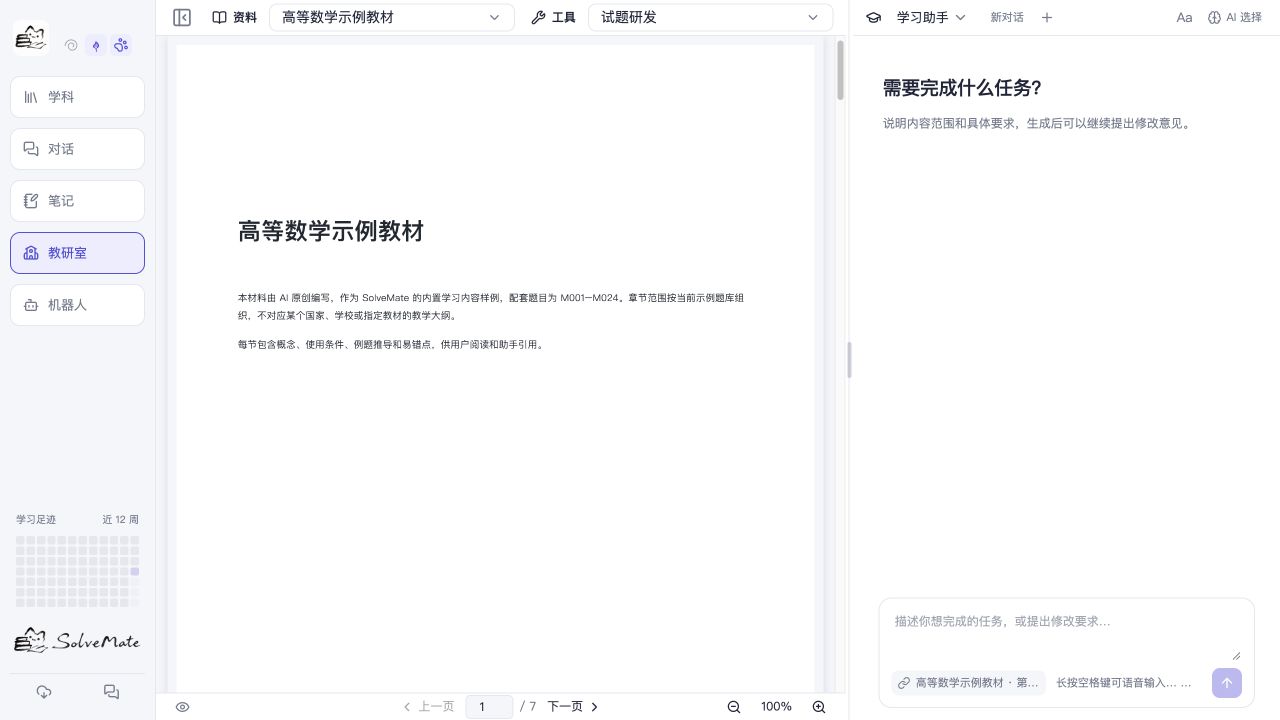 资料
高等数学示例教材
工具
试题研发
学习助手
新对话
Aa
AI 选择
学科
对话
笔记
教研室
机器人
学习足迹
近 12 周
SolveMate
高等数学示例教材
本材料由 AI 原创编写，作为 SolveMate 的内置学习内容样例，配套题目为 M001—M024。章节范围按当前示例题库组
织，不对应某个国家、学校或指定教材的教学大纲。
每节包含概念、使用条件、例题推导和易错点，供用户阅读和助手引用。
上一页
1
/ 7
下一页
100%
需要完成什么任务？
说明内容范围和具体要求，生成后可以继续提出修改意见。
描述你想完成的任务，或提出修改要求...
高等数学示例教材 · 第...
长按空格键可语音输入... ...